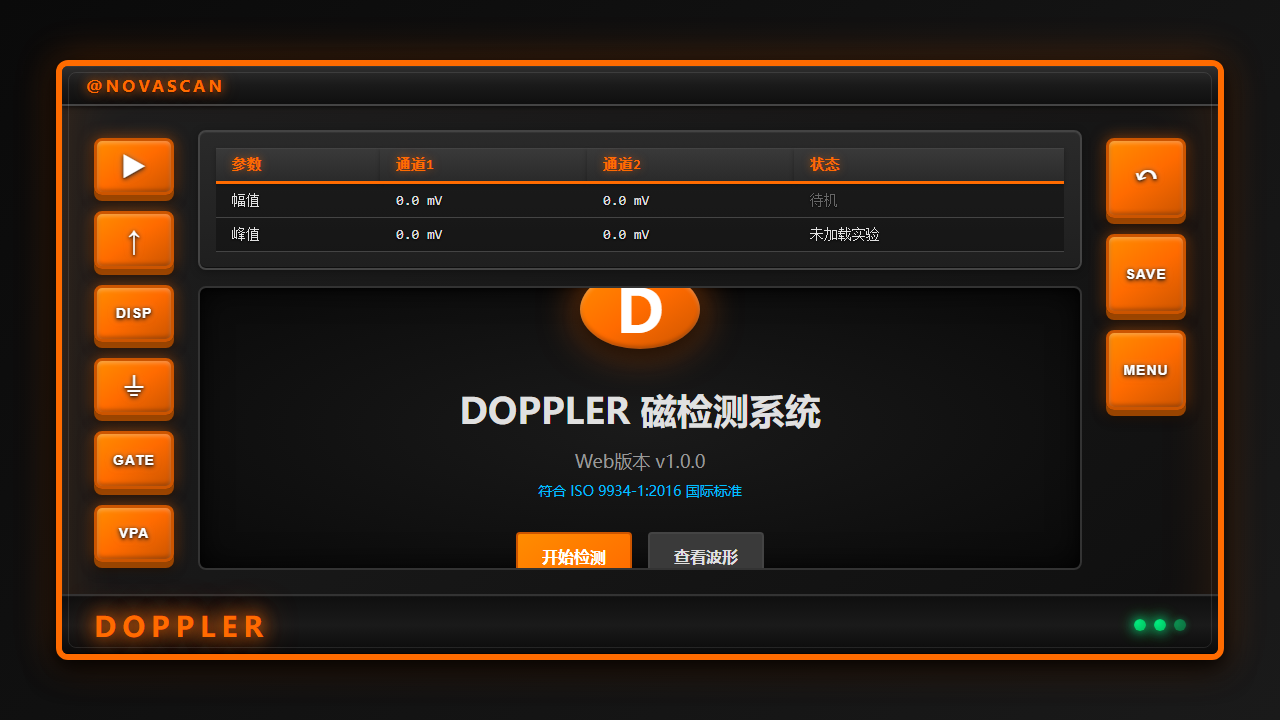 @NOVASCAN
参数 通道1 通道2 状态
幅值 0.0 mV 0.0 mV 待机
峰值 0.0 mV 0.0 mV 未加载实验
DISP
GATE
VPA
SAVE
MENU
D
DOPPLER 磁检测系统
Web版本 v1.0.0
符合 ISO 9934-1:2016 国际标准
开始检测 查看波形
DOPPLER